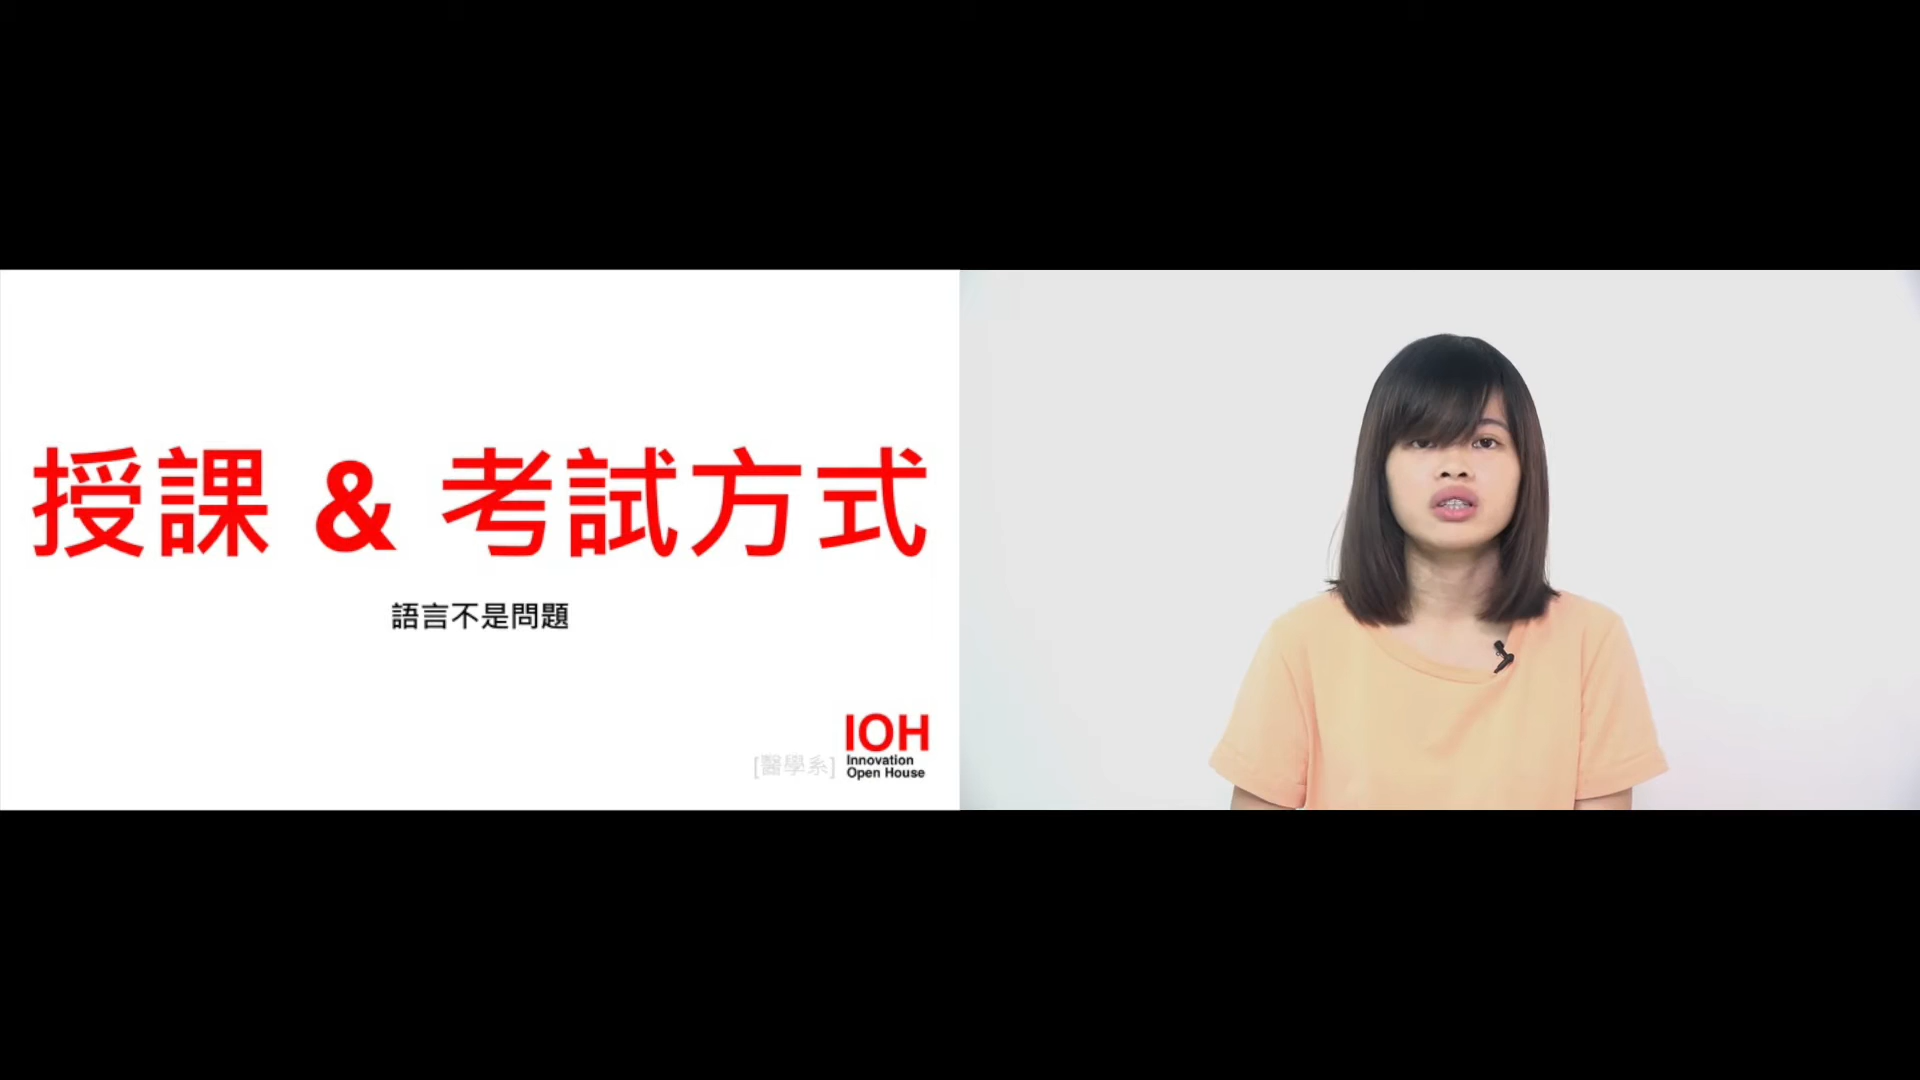 授課 & 考試方式
語言不是問題
IOH
[醫學系]
Innovation
Open House